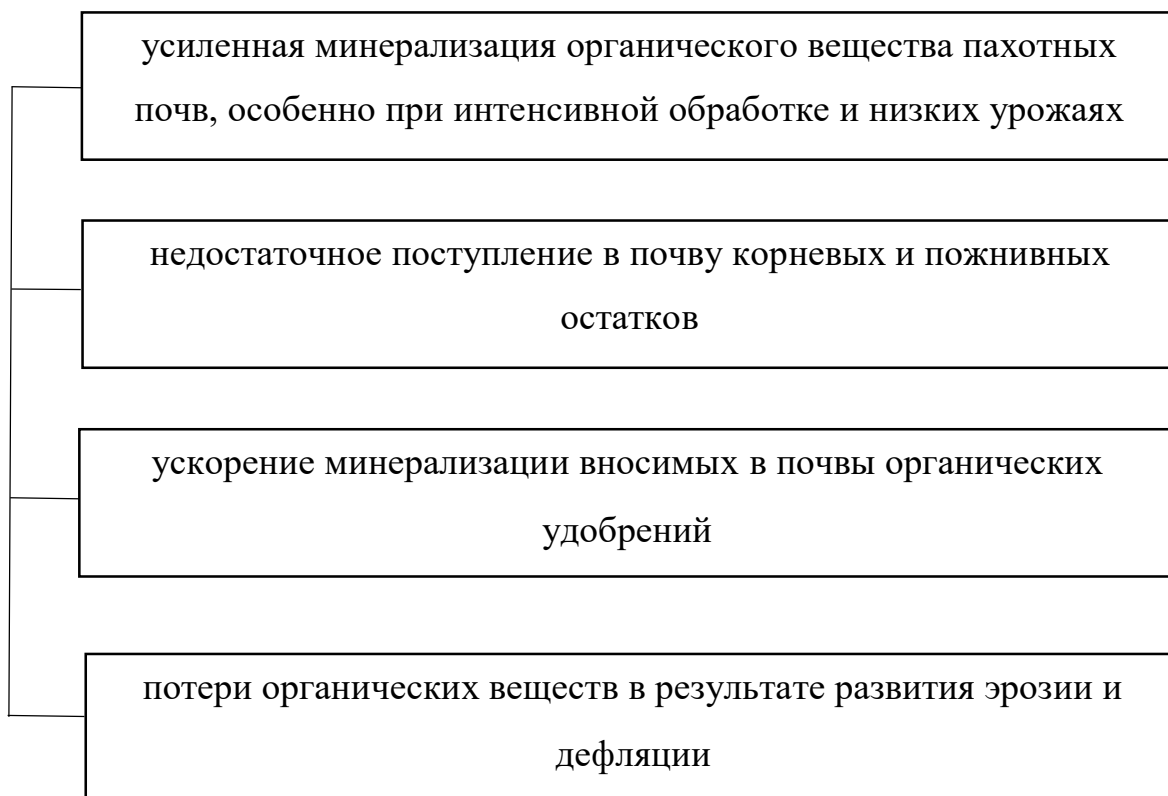 усиленная минерализация органического вещества пахотных
почв, особенно при интенсивной обработке и низких урожаях
недостаточное поступление в почву корневых и пожнивных
остатков
ускорение минерализации вносимых в почвы органических
удобрений
потери органических веществ в результате развития эрозии и
дефляции